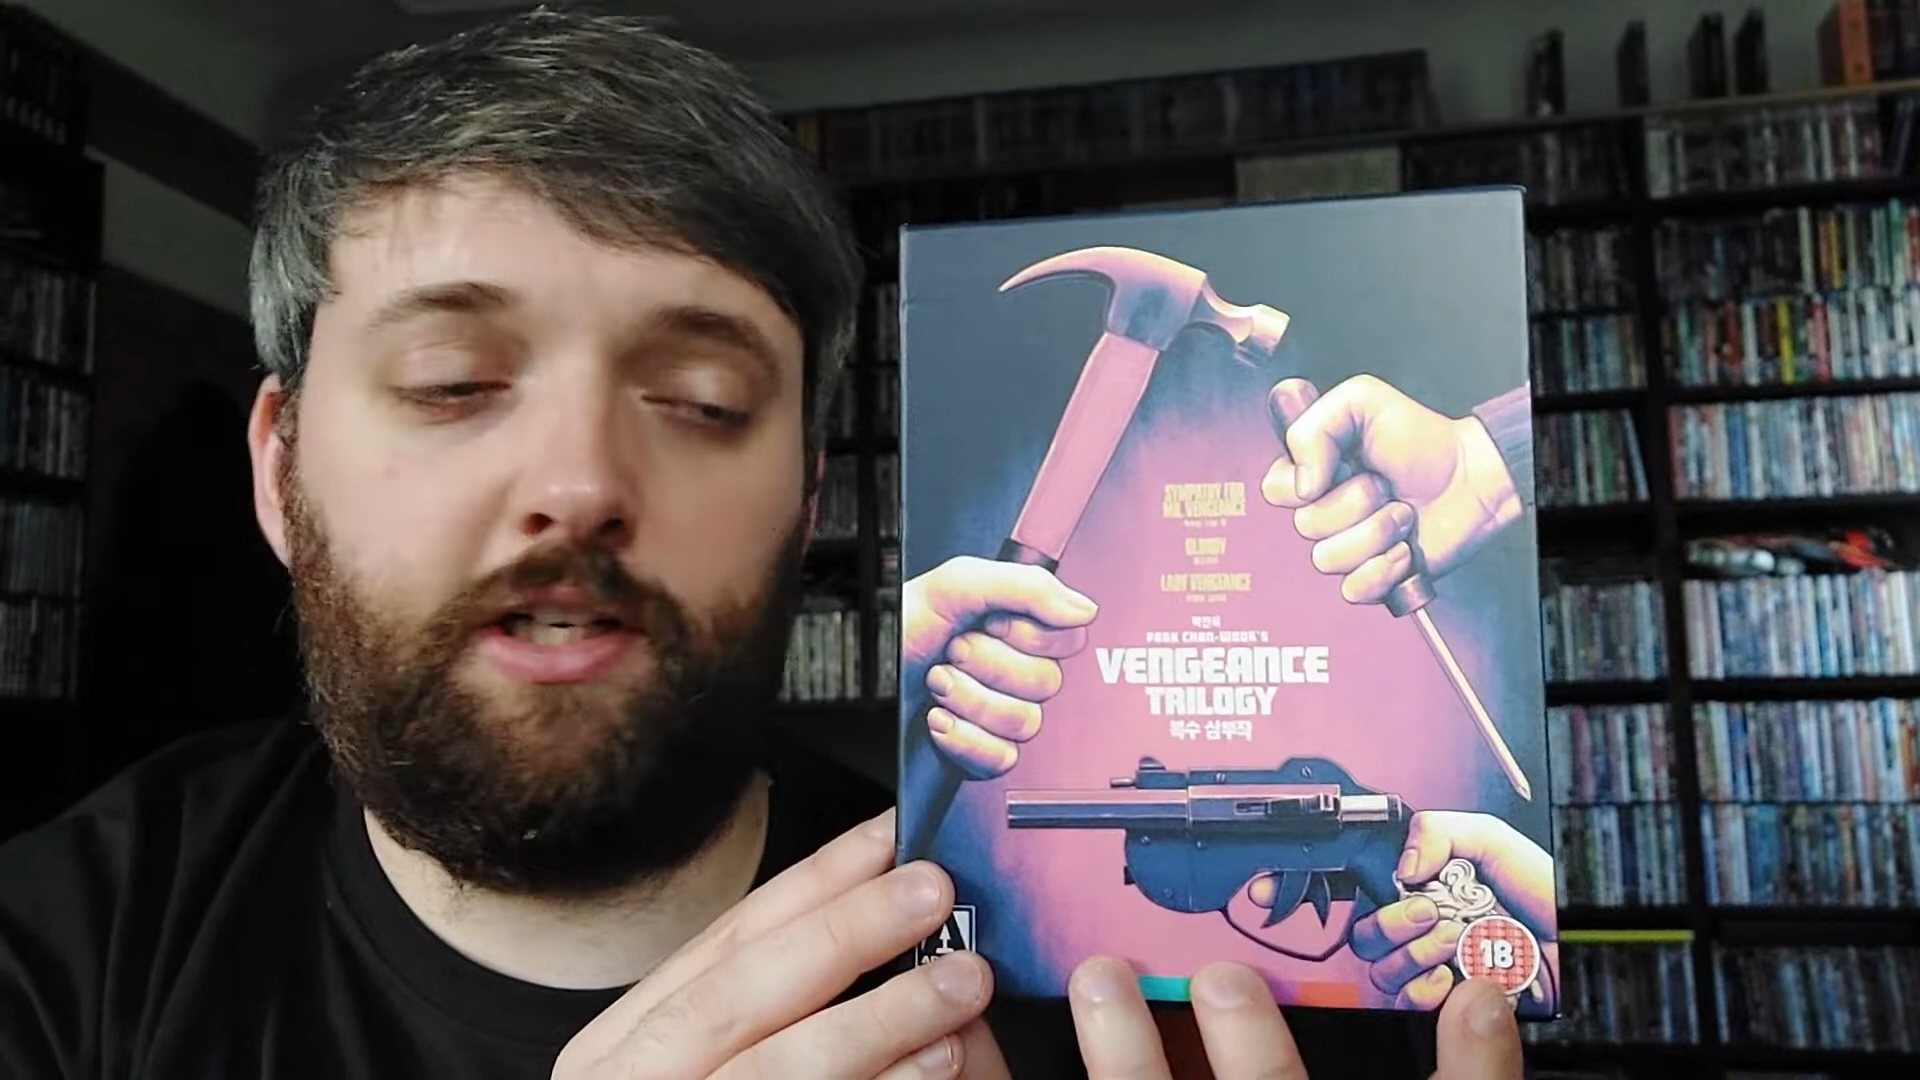 SYMPATHY FOR
MR. VENGEANCE
LADY VENGEANCE
박찬욱
PARK CHAN-WOOK'S
VENGEANCE
TRILOGY
복수 삼부작
18